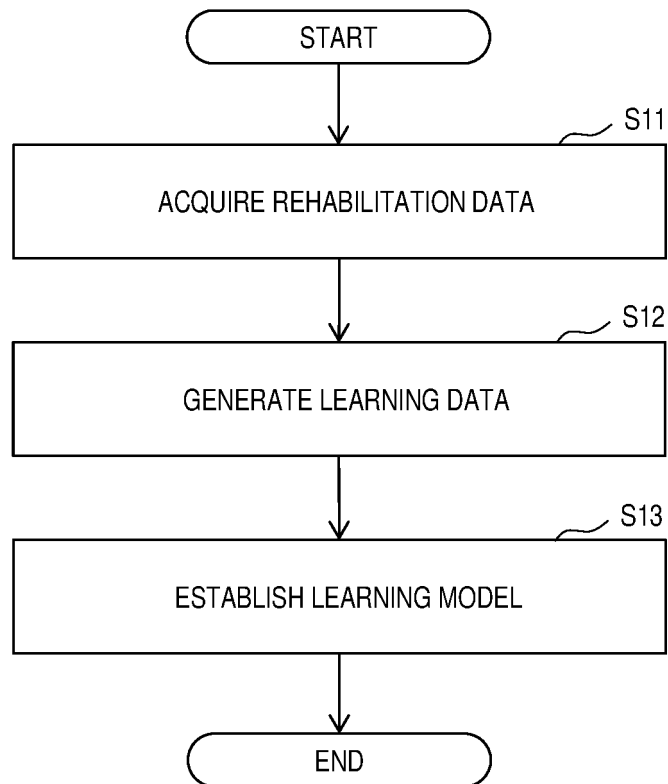 START
S11
ACQUIRE REHABILITATION DATA
S12
GENERATE LEARNING DATA
S13
ESTABLISH LEARNING MODEL
END